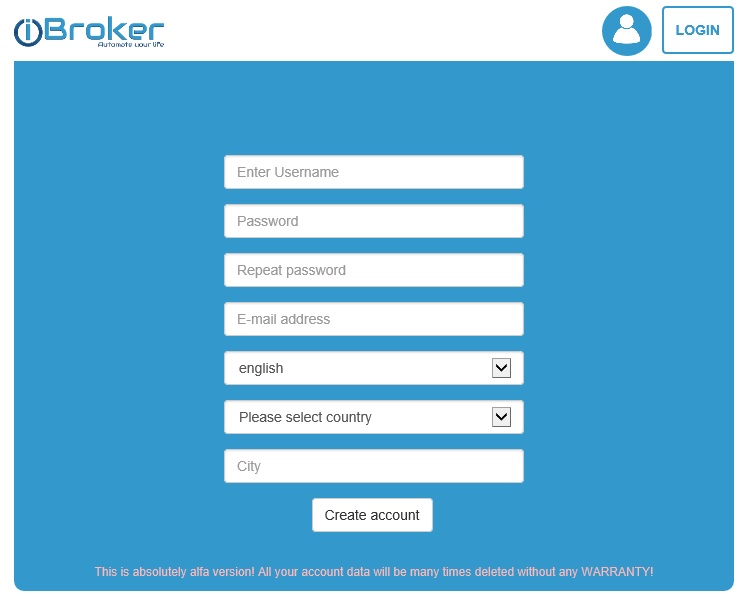 ioBroker
Automate your life
LOGIN
Enter Username
Password
Repeat password
E-mail address
english
Please select country
City
Create account
This is absolutely alfa version! All your account data will be many times deleted without any WARRANTY!